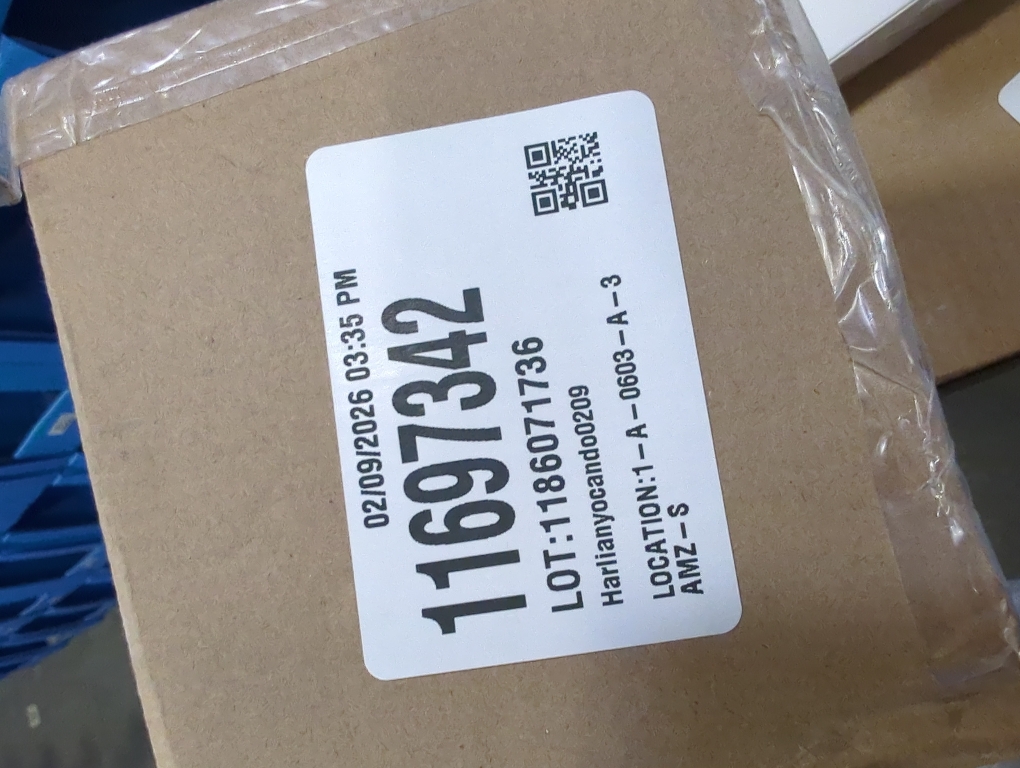 02/09/2026 03:35 PM
11697342
LOT:1186071736
Harlianyocando0209
LOCATION:1-A-0603-A-3
AMZ-S